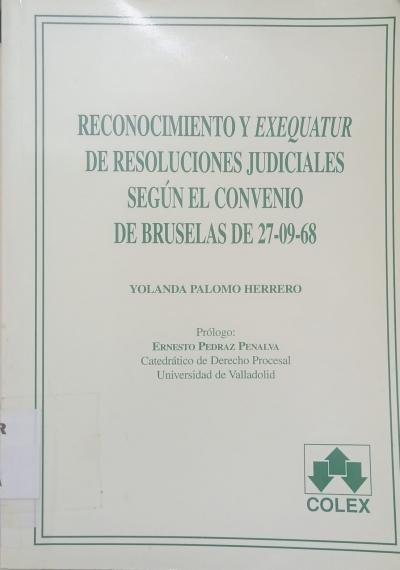 RECONOCIMIENTO Y EXEQUATUR
DE RESOLUCIONES JUDICIALES
SEGÚN EL CONVENIO
DE BRUSELAS DE 27-09-68
YOLANDA PALOMO HERRERO
Prólogo:
ERNESTO PEDRAZ PENALVA
Catedrático de Derecho Procesal
Universidad de Valladolid
R
COLEX